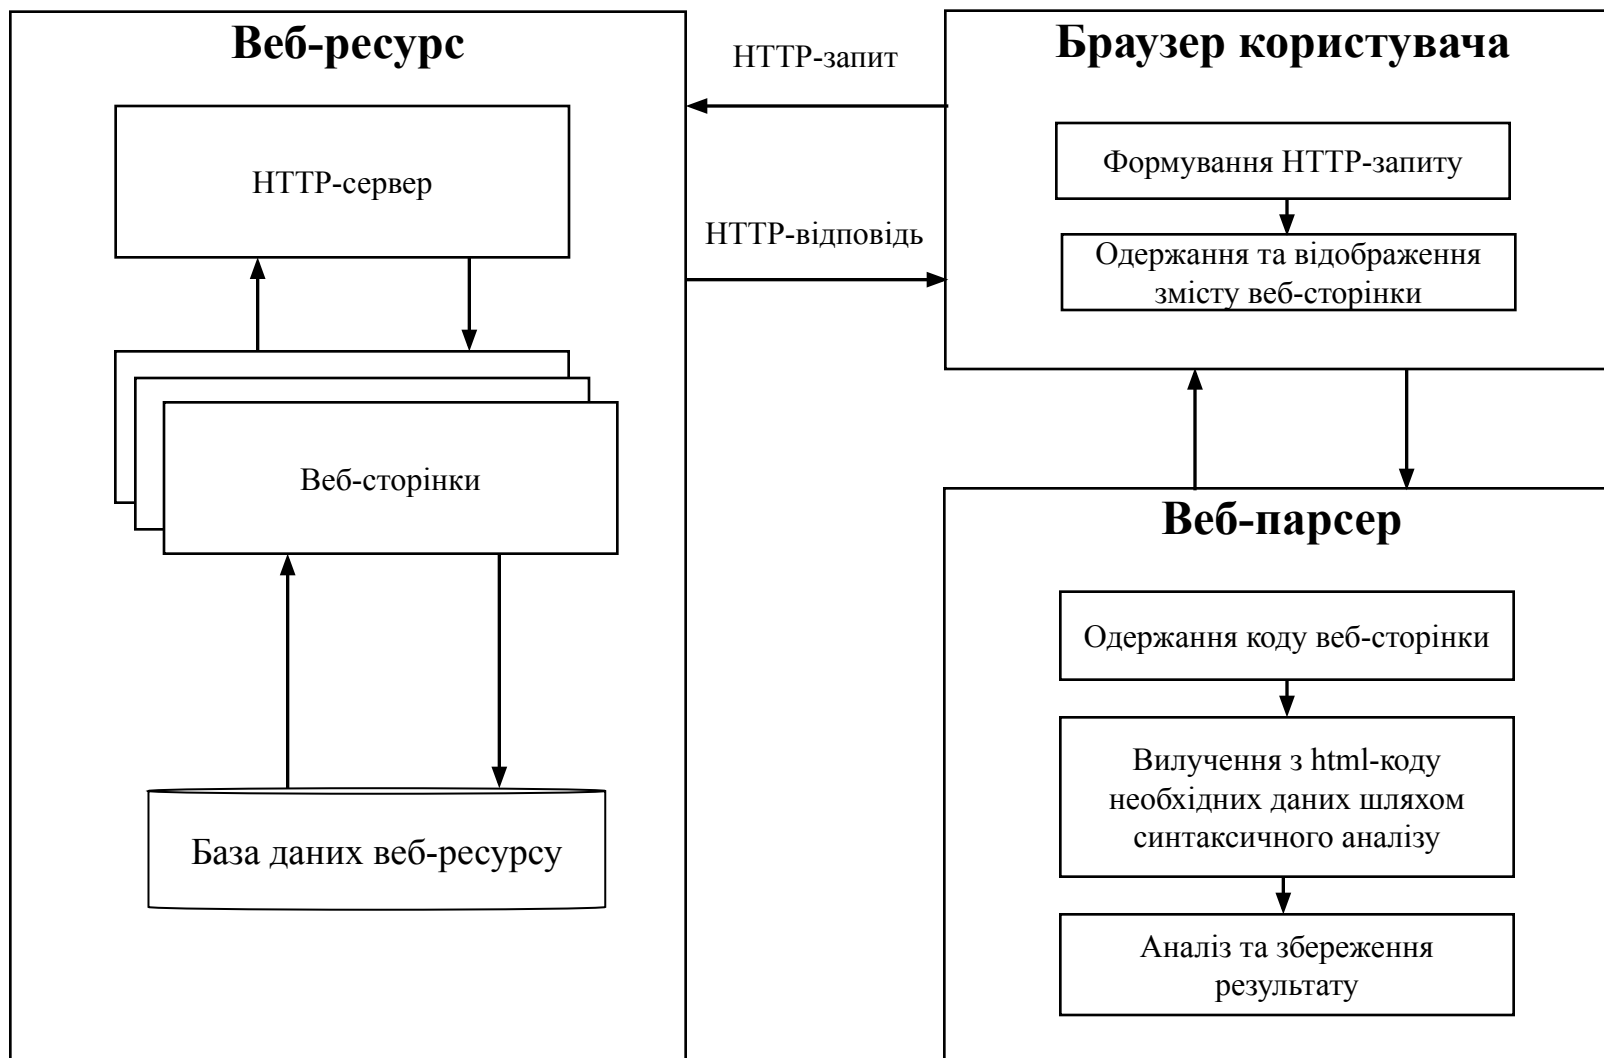 Веб-ресурс
HTTP-сервер
Веб-сторінки
База даних веб-ресурсу
HTTP-запит
HTTP-відповідь
Браузер користувача
Формування HTTP-запиту
Одержання та відображення
змісту веб-сторінки
Веб-парсер
Одержання коду веб-сторінки
Вилучення з html-коду
необхідних даних шляхом
синтаксичного аналізу
Аналіз та збереження
результату